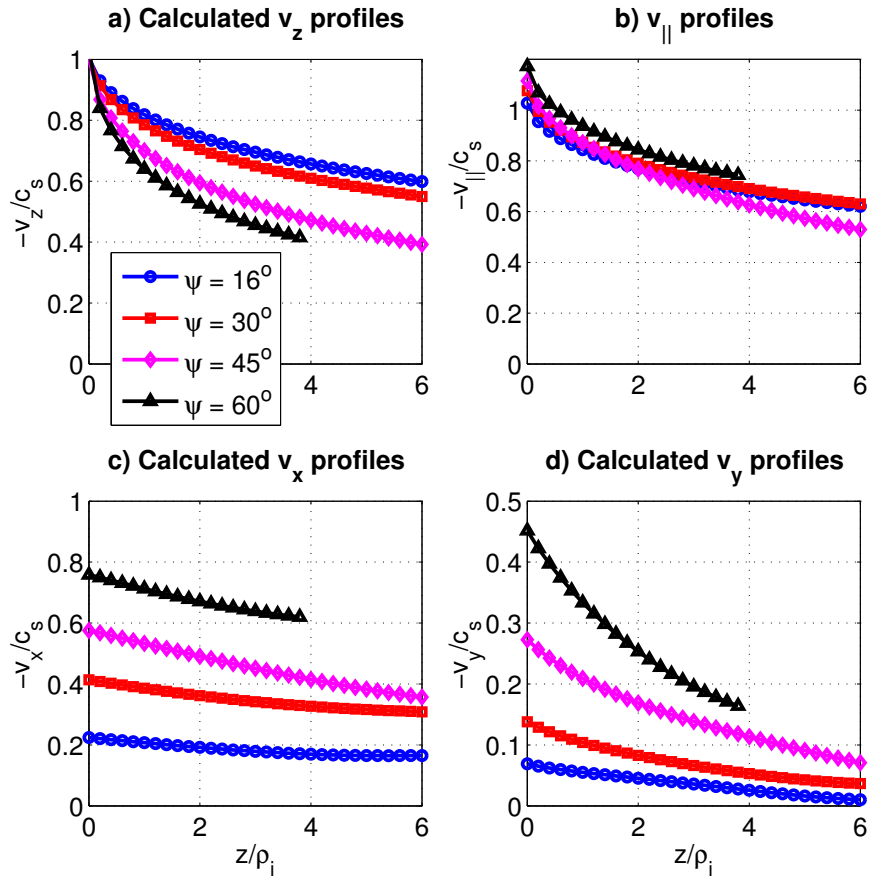 a) Calculated v_z profiles
b) v_|| profiles
1
0.8
0.6
0.4
0.2
0
−v_z/c_s
0 2 4 6
ψ = 16°
ψ = 30°
ψ = 45°
ψ = 60°
1
0.8
0.6
0.4
0.2
0
−v_||/c_s
0 2 4 6
c) Calculated v_x profiles
d) Calculated v_y profiles
1
0.8
0.6
0.4
0.2
0
−v_x/c_s
0 2 4 6
z/ρ_i
0.5
0.4
0.3
0.2
0.1
0
−v_y/c_s
0 2 4 6
z/ρ_i